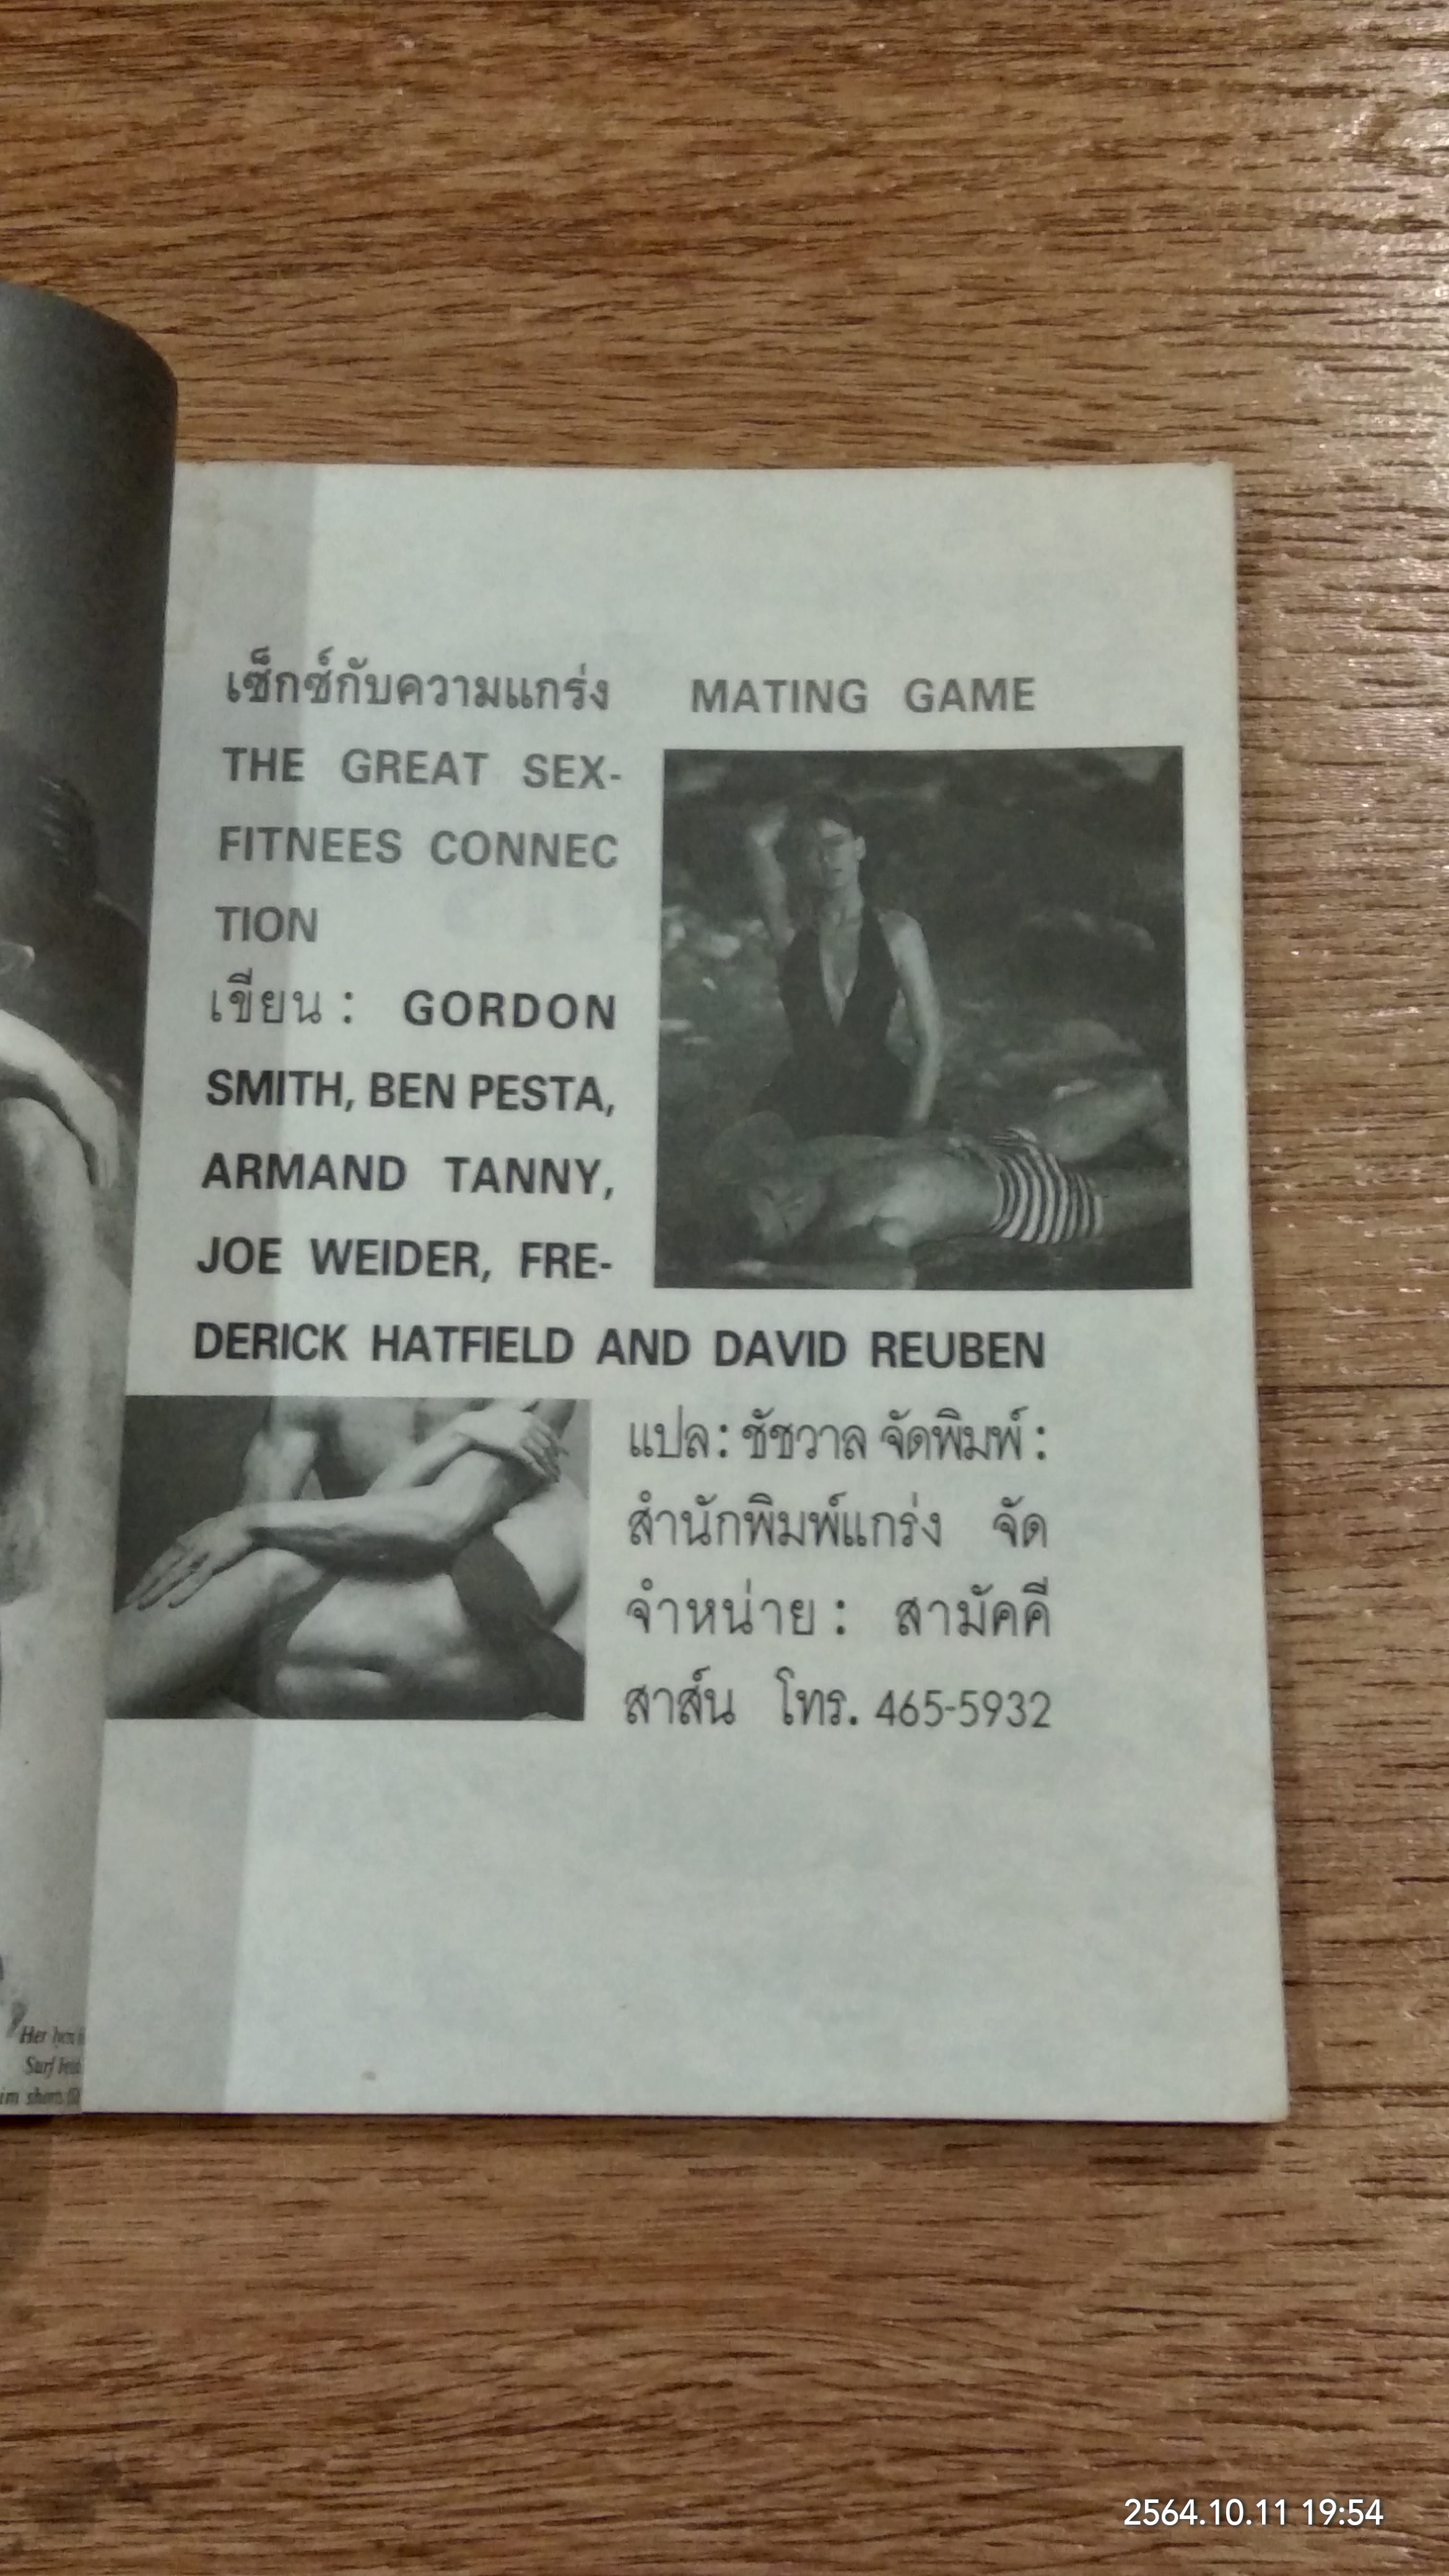 เซ็กซ์กับความแกร่ง MATING GAME
THE GREAT SEX-
FITNEES CONNEC
TION
เขียน : GORDON
SMITH, BEN PESTA,
ARMAND TANNY,
JOE WEIDER, FRE-
DERICK HATFIELD AND DAVID REUBEN
แปล : ชัชวาล จัดพิมพ์ :
สำนักพิมพ์แกร่ง จัด
จำหน่าย : สามัคคี
สาส์น โทร. 465-5932
Her
Surf
2564.10.11 19:54